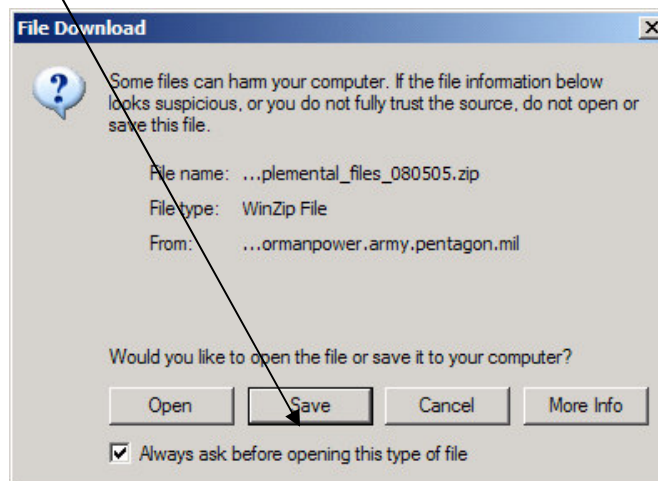 File Download
Some files can harm your computer. If the file information below
looks suspicious, or you do not fully trust the source, do not open or
save this file.
File name: ...plemental_files_080505.zip
File type: WinZip File
From: ...ormanpower.army.pentagon.mil
Would you like to open the file or save it to your computer?
Open Save Cancel More Info
Always ask before opening this type of file